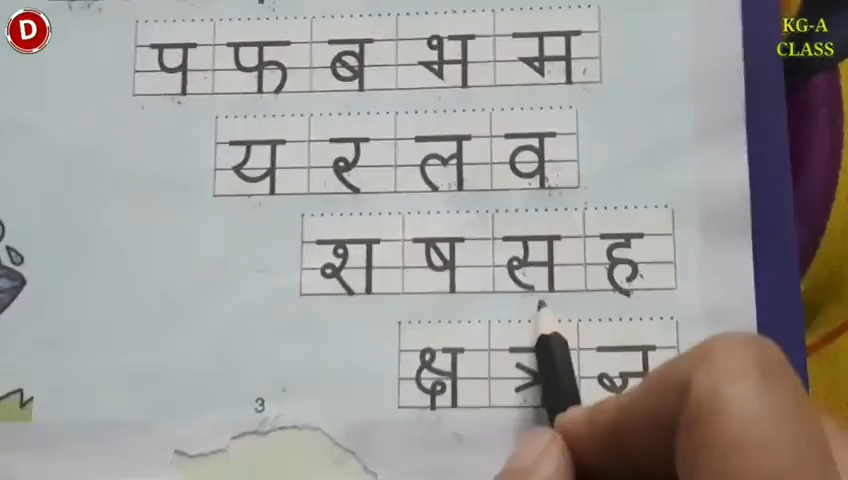 D
KG-A
CLASS
प फ ब भ म
य र ल व
श ष स ह
क्ष त्र ज्ञ
3